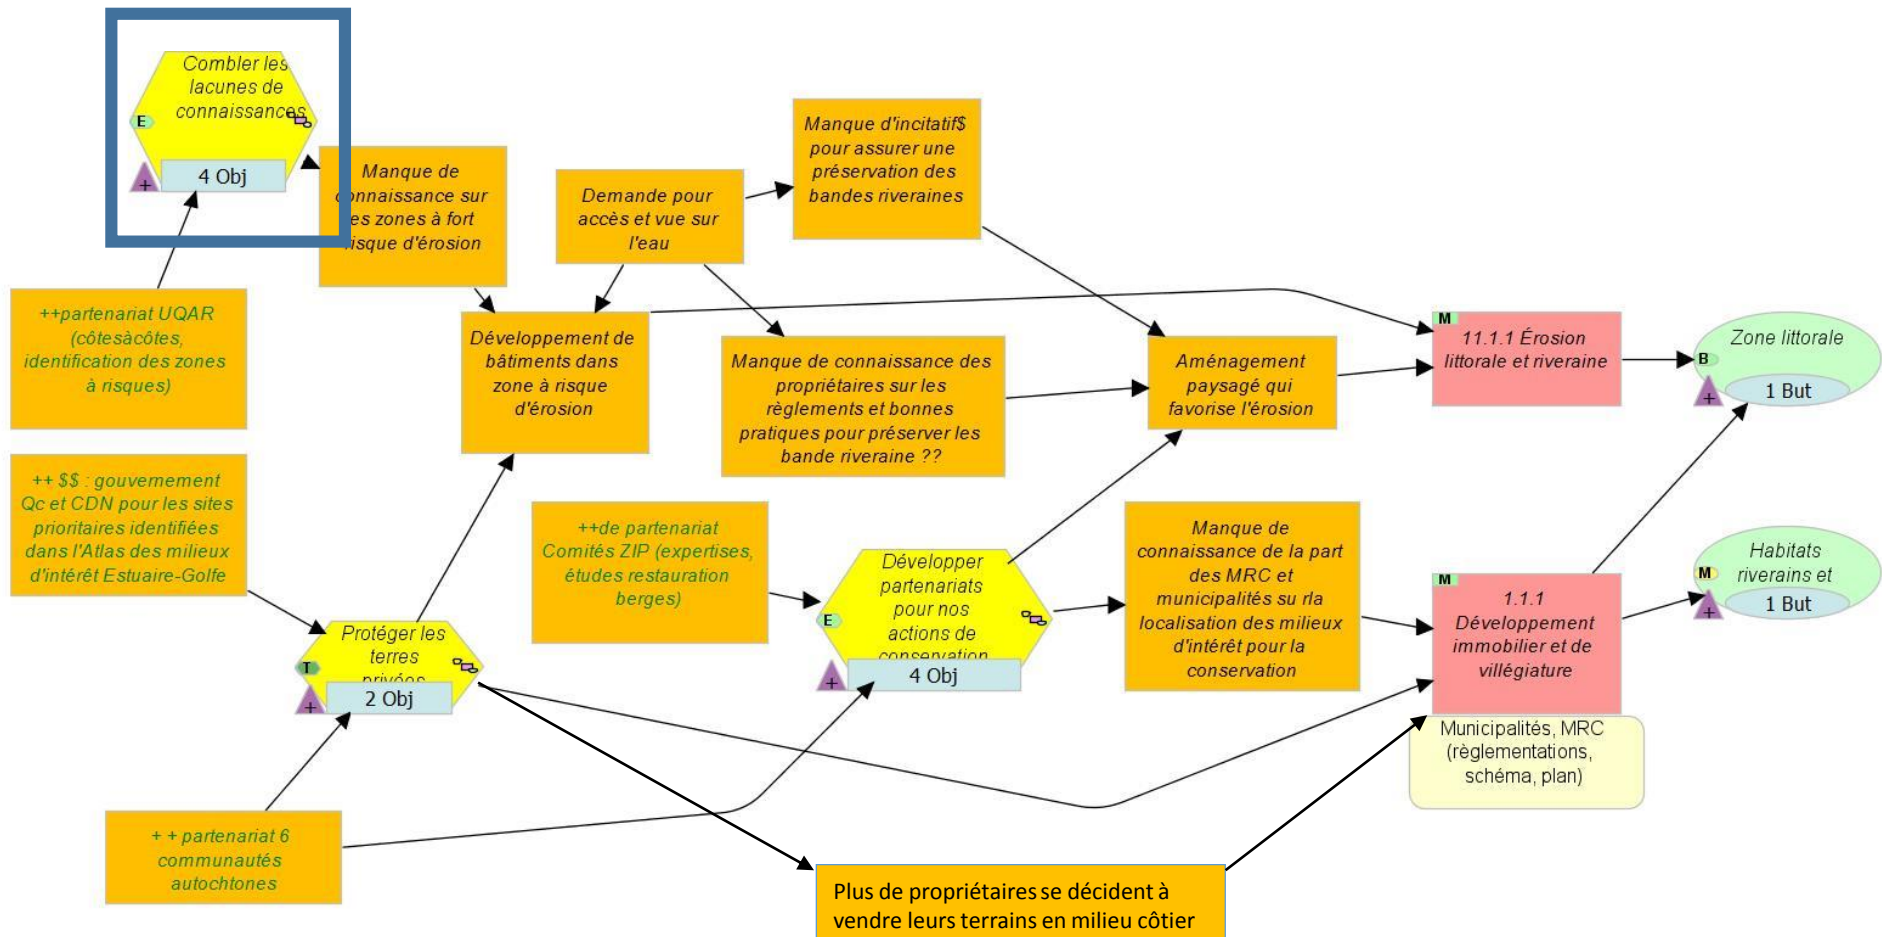 Combler les
lacunes de
connaissances
E
+
4 Obj
Manque de
connaissance sur
es zones à fort
risque d'érosion
Demande pour
accès et vue sur
l'eau
Manque d'incitatif$
pour assurer une
préservation des
bandes riveraines
++partenariat UQAR
(côtesàcôtes,
identification des zones
à risques)
Développement de
bâtiments dans
zone à risque
d'érosion
Manque de connaissance des
propriétaires sur les
règlements et bonnes
pratiques pour préserver les
bande riveraine ??
Aménagement
paysagé qui
favorise l'érosion
M
11.1.1 Érosion
littorale et riveraine
Zone littorale
B
+
1 But
++ $$ : gouvernement
Qc et CDN pour les sites
prioritaires identifiées
dans l'Atlas des milieux
d'intérêt Estuaire-Golfe
++de partenariat
Comités ZIP (expertises,
études restauration
berges)
Développer
partenariats
pour nos
actions de
conservation
E
+
4 Obj
Manque de
connaissance de la part
des MRC et
municipalités su rla
localisation des milieux
d'intérêt pour la
conservation
M
1.1.1
Développement
immobilier et de
villégiature
Habitats
riverains et
M
+
1 But
Protéger les
terres
privées
T
+
2 Obj
Municipalités, MRC
(règlementations,
schéma, plan)
+ + partenariat 6
communautés
autochtones
Plus de propriétaires se décident à
vendre leurs terrains en milieu côtier